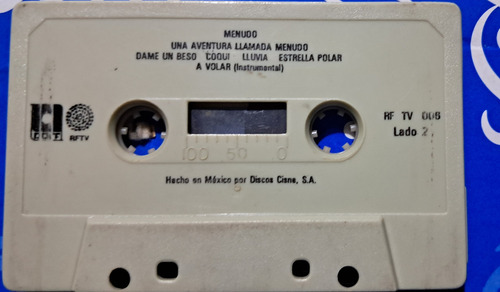 MENUDO
UNA AVENTURA LLAMADA MENUDO
DAME UN BESO COQUI LLUVIA ESTRELLA POLAR
A VOLAR (Instrumental)
RFTV
RF TV 006
Lado 2
100 50 0
Hecho en México por Discos Cisne, S.A.